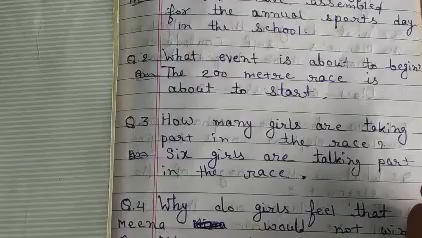 assembled
for the annual sports day
in the school.
Q.2 What event is about to begin?
Ans The 200 metre race is
about to start.
Q.3 How many girls are taking
part in the race?
Ans Six girls are talking part
in the race.
Q.4 Why do girls feel that
Meena would not win